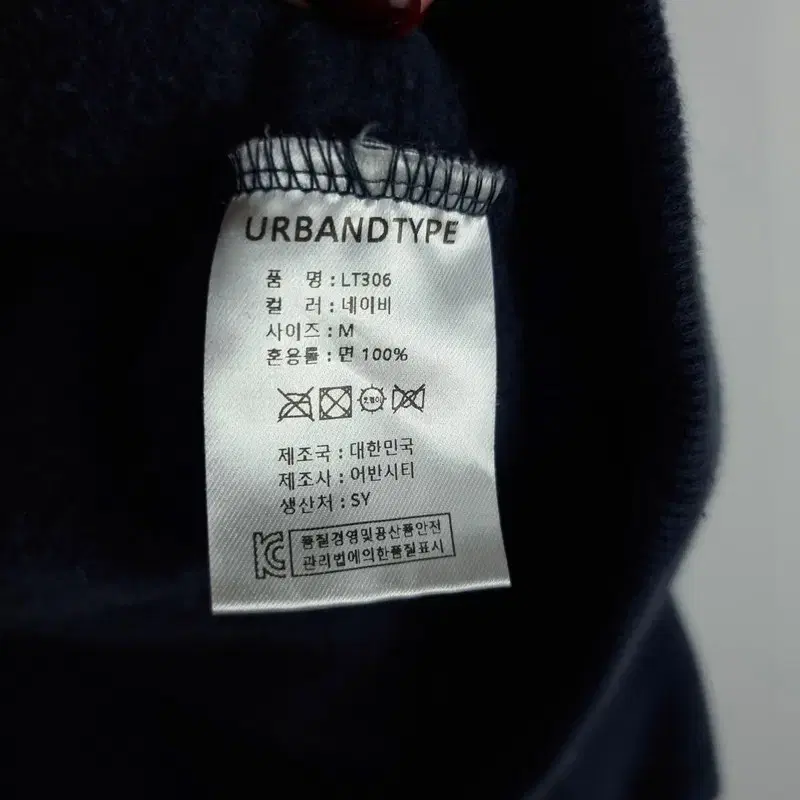 URBANDTYPE
품 명 : LT306
컬 러 : 네이비
사이즈 : M
혼용률 : 면 100%
제조국 : 대한민국
제조사 : 어반시티
생산처 : SY
품질경영및공산품안전
관리법에의한품질표시